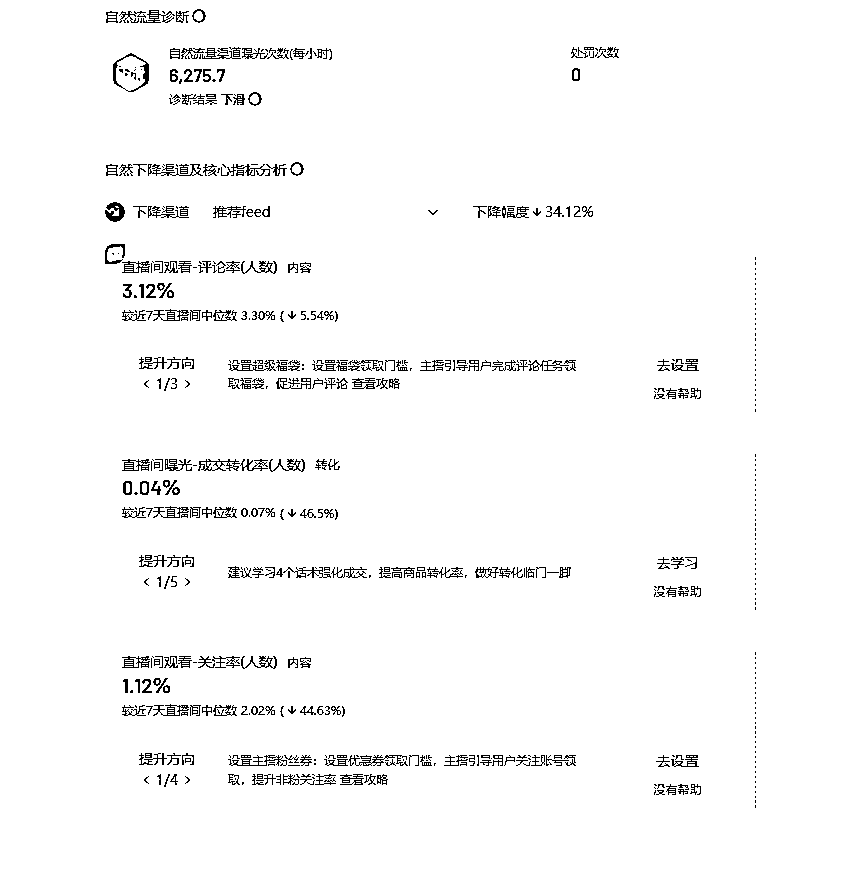 自然流量诊断
自然流量渠道曝光次数(每小时)
处罚次数
6,275.7
0
诊断结果 下滑
自然下降渠道及核心指标分析
下降渠道 推荐feed
下降幅度↓34.12%
直播间观看-评论率(人数) 内容
3.12%
较近7天直播间中位数 3.30% (↓5.54%)
提升方向
< 1/3 >
设置超级福袋：设置福袋领取门槛，主播引导用户完成评论任务领
取福袋，促进用户评论 查看攻略
去设置
没有帮助
直播间曝光-成交转化率(人数) 转化
0.04%
较近7天直播间中位数 0.07% (↓46.5%)
提升方向
< 1/5 >
建议学习4个话术强化成交，提高商品转化率，做好转化临门一脚
去学习
没有帮助
直播间观看-关注率(人数) 内容
1.12%
较近7天直播间中位数 2.02% (↓44.63%)
提升方向
< 1/4 >
设置主播粉丝券：设置优惠券领取门槛，主播引导用户关注账号领
取，提升非粉关注率 查看攻略
去设置
没有帮助